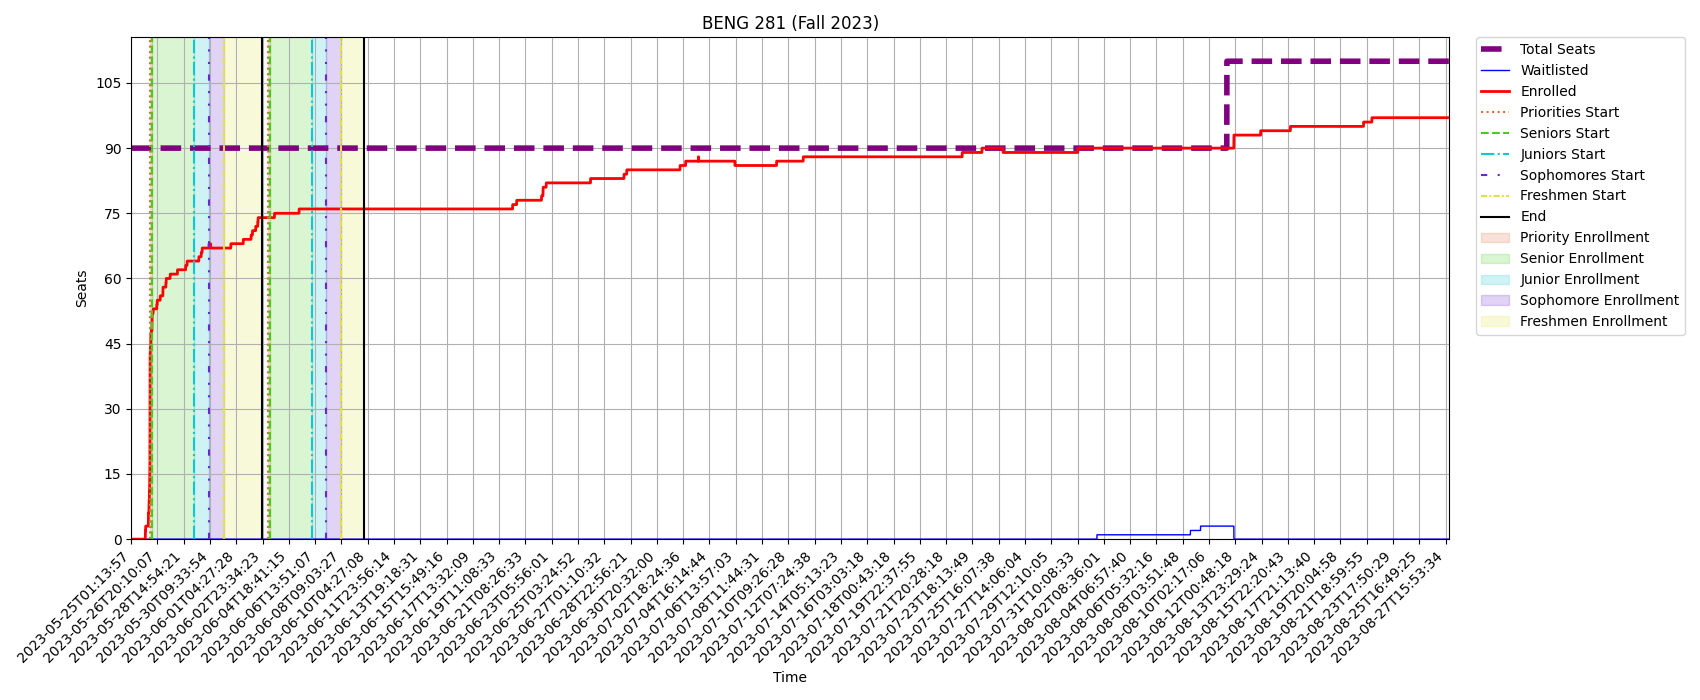 BENG 281 (Fall 2023)
Seats
105
90
75
60
45
30
15
0
2023-05-25T01:13:57
2023-05-26T20:10:07
2023-05-28T14:54:21
2023-05-30T09:33:54
2023-06-01T04:27:28
2023-06-02T23:34:23
2023-06-04T18:41:15
2023-06-06T13:51:07
2023-06-08T09:03:27
2023-06-10T04:27:08
2023-06-11T23:56:14
2023-06-13T19:18:31
2023-06-15T15:49:16
2023-06-17T13:32:09
2023-06-19T11:08:33
2023-06-21T08:26:33
2023-06-23T05:56:01
2023-06-25T03:24:52
2023-06-27T01:10:32
2023-06-28T22:56:21
2023-06-30T20:32:00
2023-07-02T18:24:36
2023-07-04T16:14:44
2023-07-06T13:57:03
2023-07-08T11:44:31
2023-07-10T09:26:28
2023-07-12T07:24:38
2023-07-14T05:13:23
2023-07-16T03:03:18
2023-07-18T00:43:18
2023-07-19T22:37:55
2023-07-21T20:28:19
2023-07-23T18:13:49
2023-07-25T16:07:38
2023-07-27T14:06:04
2023-07-29T12:10:05
2023-07-31T10:08:33
2023-08-02T08:36:01
2023-08-04T06:57:40
2023-08-06T05:32:16
2023-08-08T03:51:48
2023-08-10T02:17:06
2023-08-12T00:48:18
2023-08-13T23:29:24
2023-08-15T22:20:43
2023-08-17T21:13:40
2023-08-19T20:04:58
2023-08-21T18:59:55
2023-08-23T17:50:29
2023-08-25T16:49:25
2023-08-27T15:53:34
Time
Total Seats
Waitlisted
Enrolled
Priorities Start
Seniors Start
Juniors Start
Sophomores Start
Freshmen Start
End
Priority Enrollment
Senior Enrollment
Junior Enrollment
Sophomore Enrollment
Freshmen Enrollment